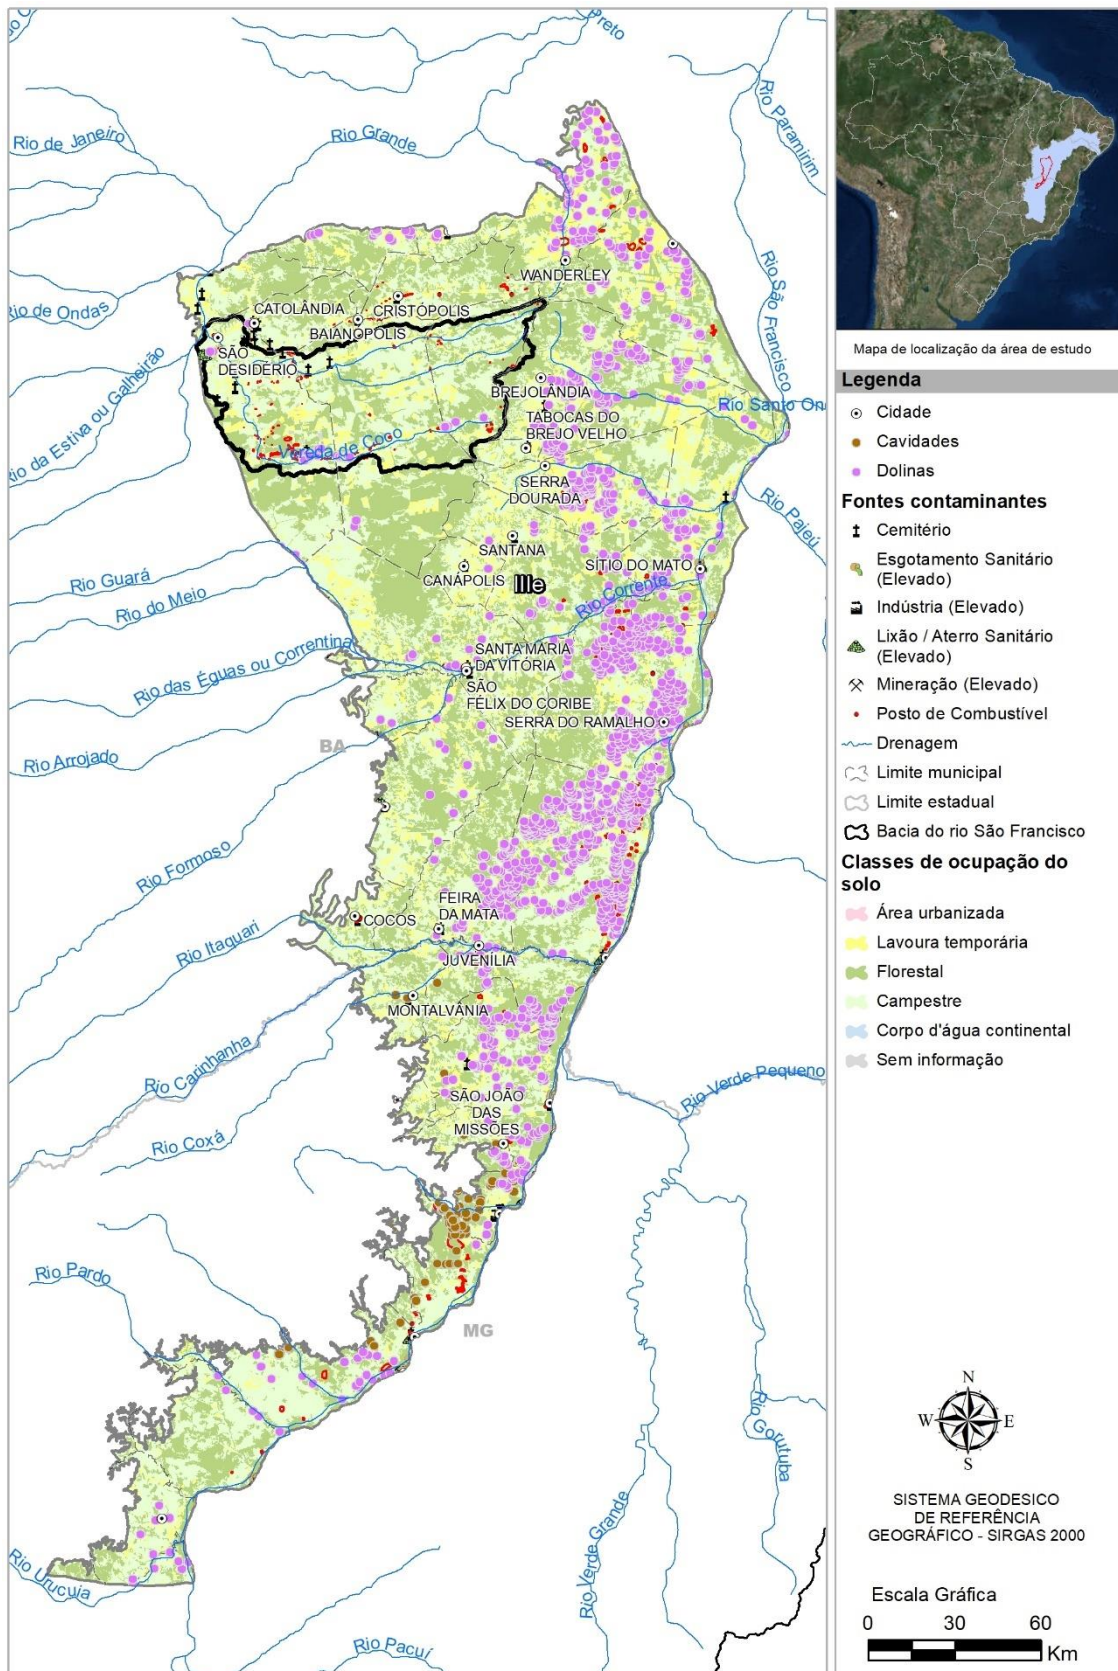 Preto
Rio Paramirim
Rio Grande
Rio de Janeiro
Rio São Francisco
Rio de Ondas
WANDERLEY
CATOLÂNDIA
CRISTÓPOLIS
BAIANÓPOLIS
SÃO
DESIDÉRIO
Rio da Estiva ou Galheirão
BREJOLÂNDIA
Rio Santo On
TABOCAS DO
BREJO VELHO
Vereda de Coco
SERRA
DOURADA
Rio Pajeú
SANTANA
SÍTIO DO MATO
CANÁPOLIS
IIIe
Rio Guará
Rio do Meio
Rio Corrente
SANTA MARIA
DA VITÓRIA
Rio das Éguas ou Correntina
SÃO
FÉLIX DO CORIBE
SERRA DO RAMALHO
BA
Rio Arrojado
Rio Formoso
FEIRA
DA MATA
COCOS
Rio Itaguari
JUVENÍLIA
MONTALVÂNIA
Rio Carinhanha
Rio Verde Pequeno
SÃO JOÃO
DAS
MISSÕES
Rio Coxá
Rio Pardo
MG
Rio Gorutuba
Rio Verde Grande
Rio Urucuia
Rio Pacuí
Mapa de localização da área de estudo
Legenda
Cidade
Cavidades
Dolinas
Fontes contaminantes
Cemitério
Esgotamento Sanitário
(Elevado)
Indústria (Elevado)
Lixão / Aterro Sanitário
(Elevado)
Mineração (Elevado)
Posto de Combustível
Drenagem
Limite municipal
Limite estadual
Bacia do rio São Francisco
Classes de ocupação do
solo
Área urbanizada
Lavoura temporária
Florestal
Campestre
Corpo d'água continental
Sem informação
N
W E
S
SISTEMA GEODESICO
DE REFERÊNCIA
GEOGRÁFICO - SIRGAS 2000
Escala Gráfica
0 30 60
Km